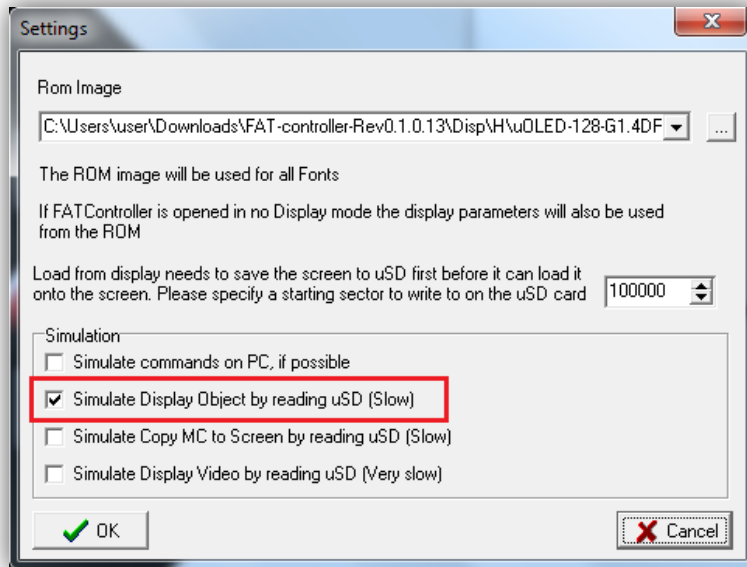 Settings
Rom Image
C:\Users\user\Downloads\FAT-controller-Rev0.1.0.13\Disp\H\uOLED-128-G1.4DF
...
The ROM image will be used for all Fonts
If FATController is opened in no Display mode the display parameters will also be used
from the ROM
Load from display needs to save the screen to uSD first before it can load it
onto the screen. Please specify a starting sector to write to on the uSD card
100000
Simulation
Simulate commands on PC, if possible
Simulate Display Object by reading uSD (Slow)
Simulate Copy MC to Screen by reading uSD (Slow)
Simulate Display Video by reading uSD (Very slow)
OK
Cancel